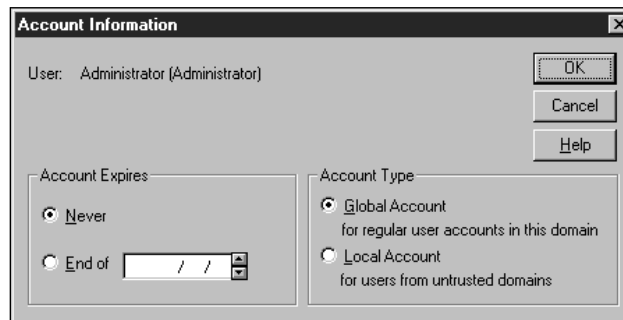 Account Information
User: Administrator (Administrator)
OK
Cancel
Help
Account Expires
Never
End of / /
Account Type
Global Account
for regular user accounts in this domain
Local Account
for users from untrusted domains